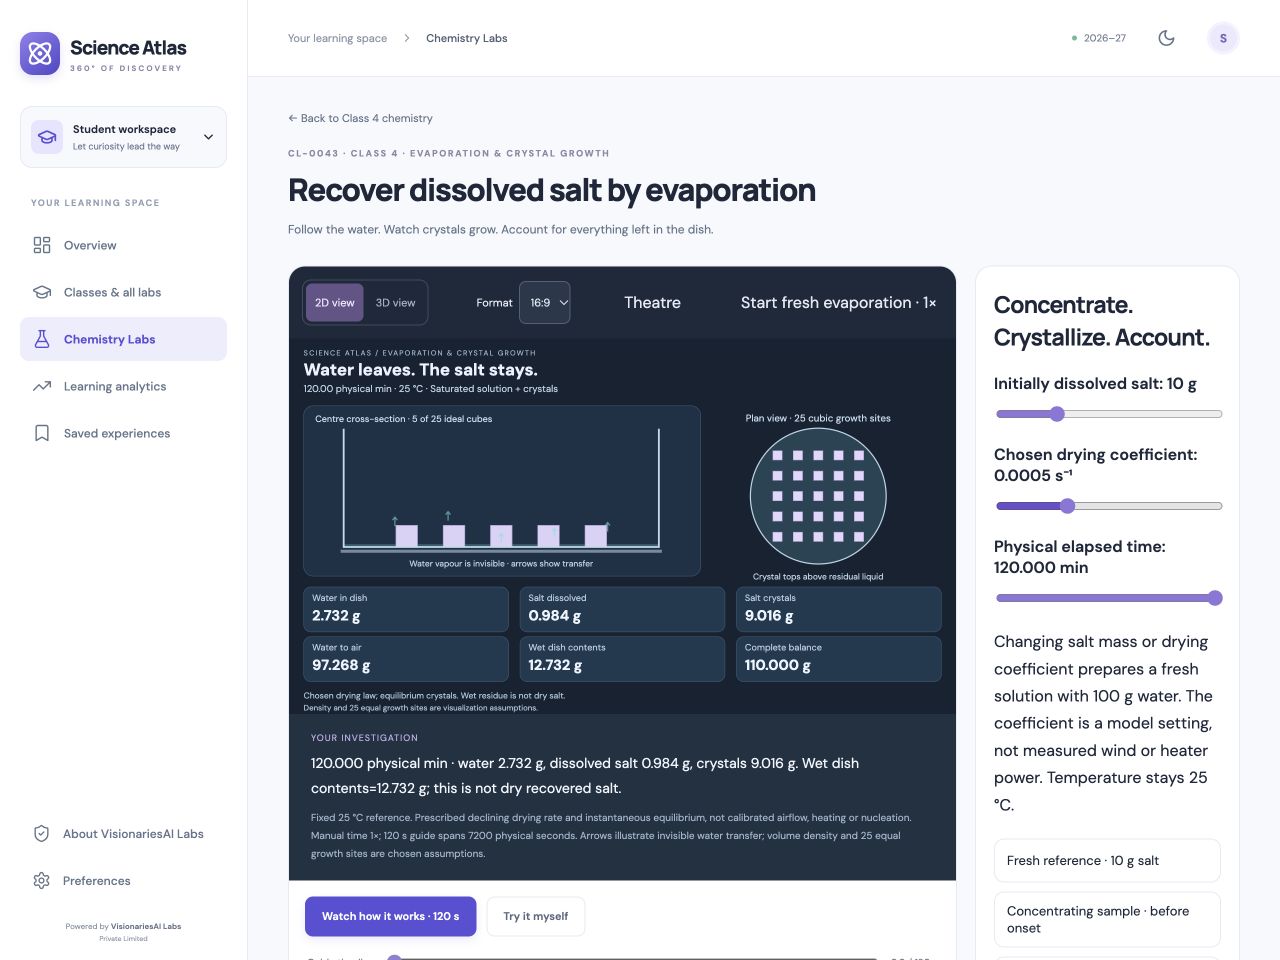 Science Atlas
360° OF DISCOVERY
Student workspace
Let curiosity lead the way
YOUR LEARNING SPACE
Overview
Classes & all labs
Chemistry Labs
Learning analytics
Saved experiences
About VisionariesAI Labs
Preferences
Powered by VisionariesAI Labs
Private Limited
Your learning space > Chemistry Labs
2026–27
S
← Back to Class 4 chemistry
CL-0043 · CLASS 4 · EVAPORATION & CRYSTAL GROWTH
Recover dissolved salt by evaporation
Follow the water. Watch crystals grow. Account for everything left in the dish.
2D view 3D view Format 16:9 Theatre Start fresh evaporation · 1×
SCIENCE ATLAS / EVAPORATION & CRYSTAL GROWTH
Water leaves. The salt stays.
120.00 physical min · 25 °C · Saturated solution + crystals
Centre cross-section · 5 of 25 ideal cubes
Water vapour is invisible · arrows show transfer
Plan view · 25 cubic growth sites
Crystal tops above residual liquid
Water in dish
2.732 g
Salt dissolved
0.984 g
Salt crystals
9.016 g
Water to air
97.268 g
Wet dish contents
12.732 g
Complete balance
110.000 g
Chosen drying law; equilibrium crystals. Wet residue is not dry salt.
Density and 25 equal growth sites are visualization assumptions.
YOUR INVESTIGATION
120.000 physical min · water 2.732 g, dissolved salt 0.984 g, crystals 9.016 g. Wet dish
contents=12.732 g; this is not dry recovered salt.
Fixed 25 °C reference. Prescribed declining drying rate and instantaneous equilibrium, not calibrated airflow, heating or nucleation.
Manual time 1×; 120 s guide spans 7200 physical seconds. Arrows illustrate invisible water transfer; volume density and 25 equal
growth sites are chosen assumptions.
Watch how it works · 120 s
Try it myself
Concentrate.
Crystallize. Account.
Initially dissolved salt: 10 g
Chosen drying coefficient:
0.0005 s⁻¹
Physical elapsed time:
120.000 min
Changing salt mass or drying
coefficient prepares a fresh
solution with 100 g water. The
coefficient is a model setting,
not measured wind or heater
power. Temperature stays 25
°C.
Fresh reference · 10 g salt
Concentrating sample · before
onset